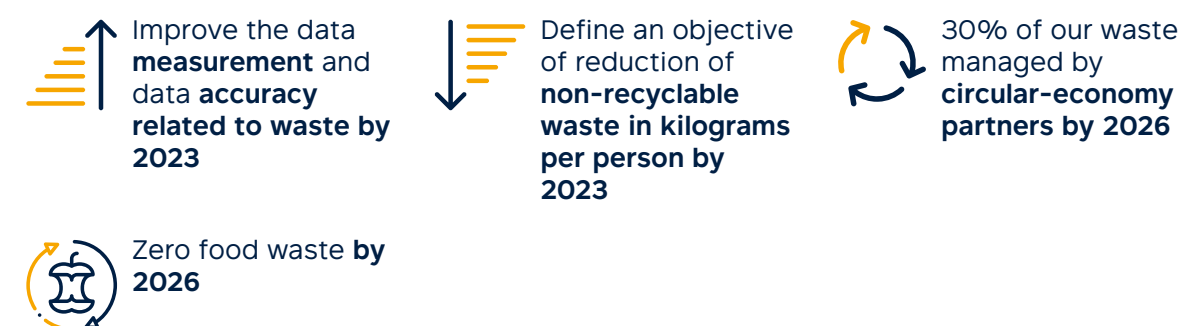 Improve the data
measurement and
data accuracy
related to waste by
2023
Define an objective
of reduction of
non-recyclable
waste in kilograms
per person by
2023
30% of our waste
managed by
circular-economy
partners by 2026
Zero food waste by
2026